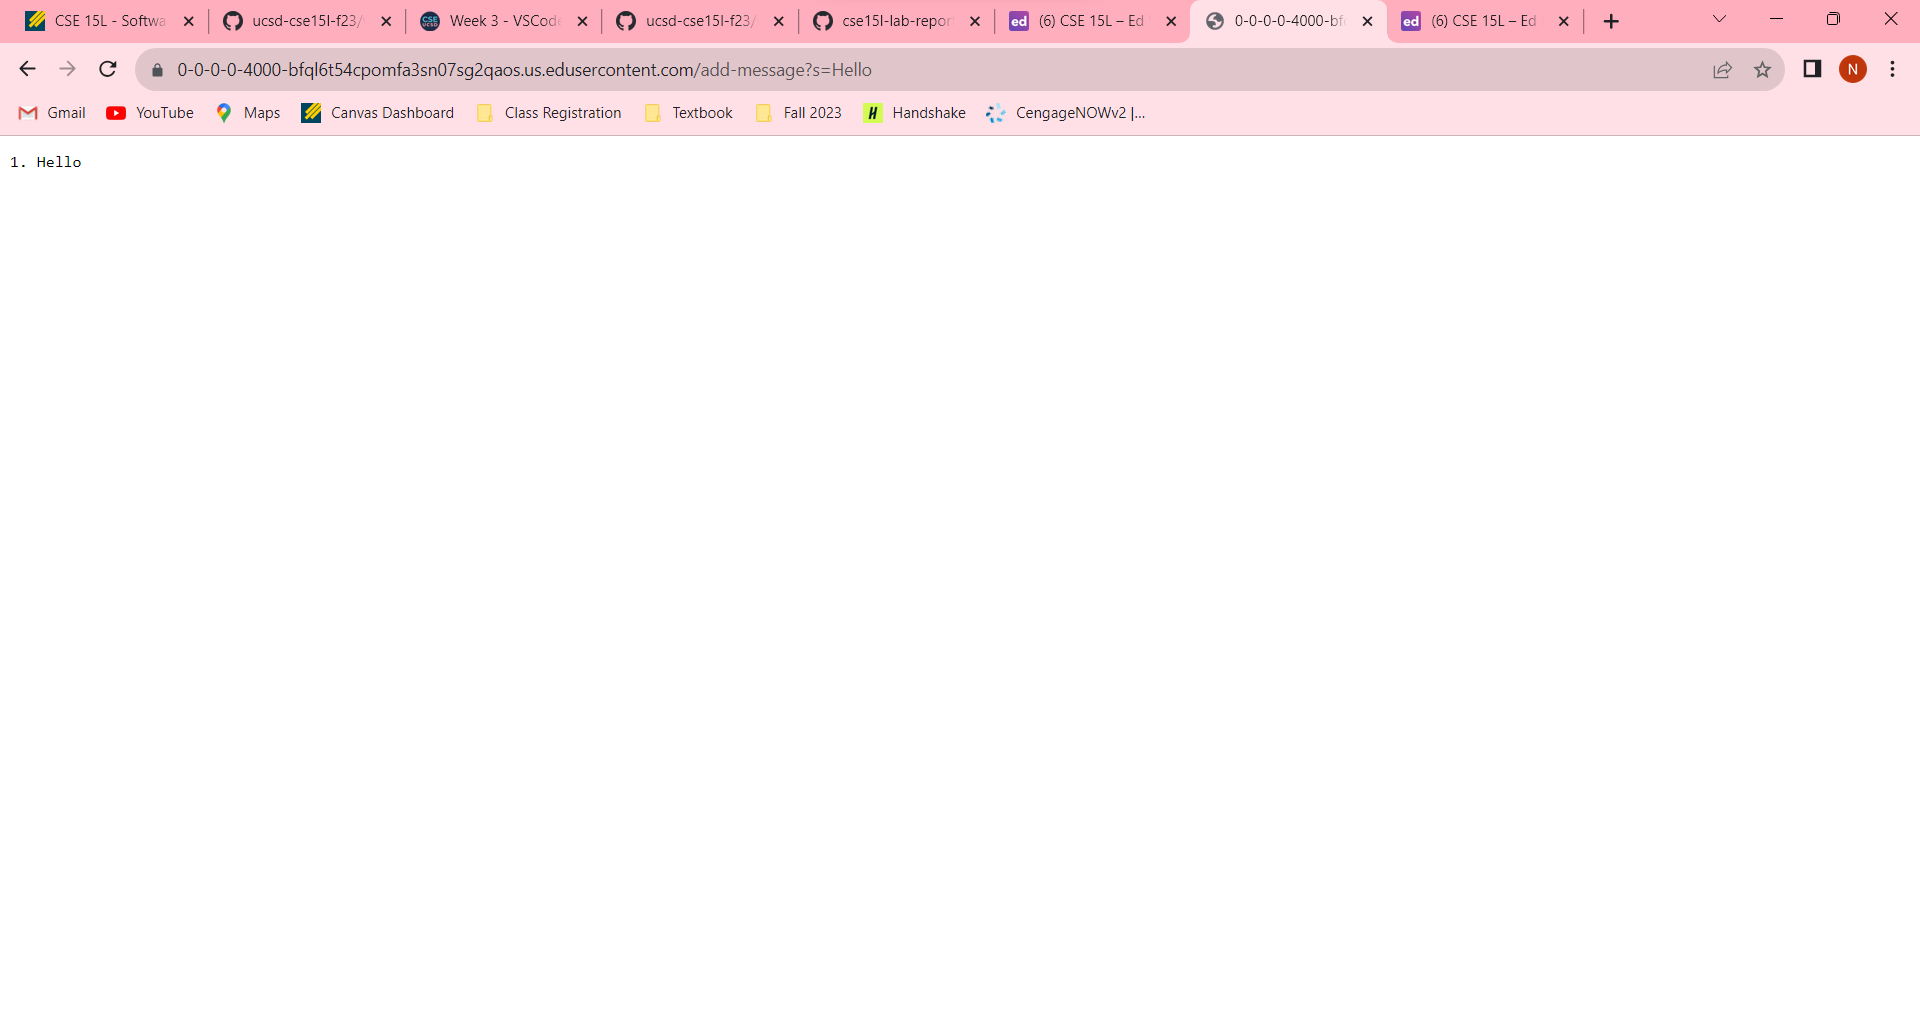 CSE 15L - Softwa
ucsd-cse15l-f23/
Week 3 - VSCode
ucsd-cse15l-f23/
cse15l-lab-repor
ed (6) CSE 15L – Ed
0-0-0-0-4000-bf
ed (6) CSE 15L – Ed
0-0-0-0-4000-bfql6t54cpomfa3sn07sg2qaos.us.edusercontent.com/add-message?s=Hello
N
Gmail
YouTube
Maps
Canvas Dashboard
Class Registration
Textbook
Fall 2023
H Handshake
CengageNOWv2 |...
1. Hello